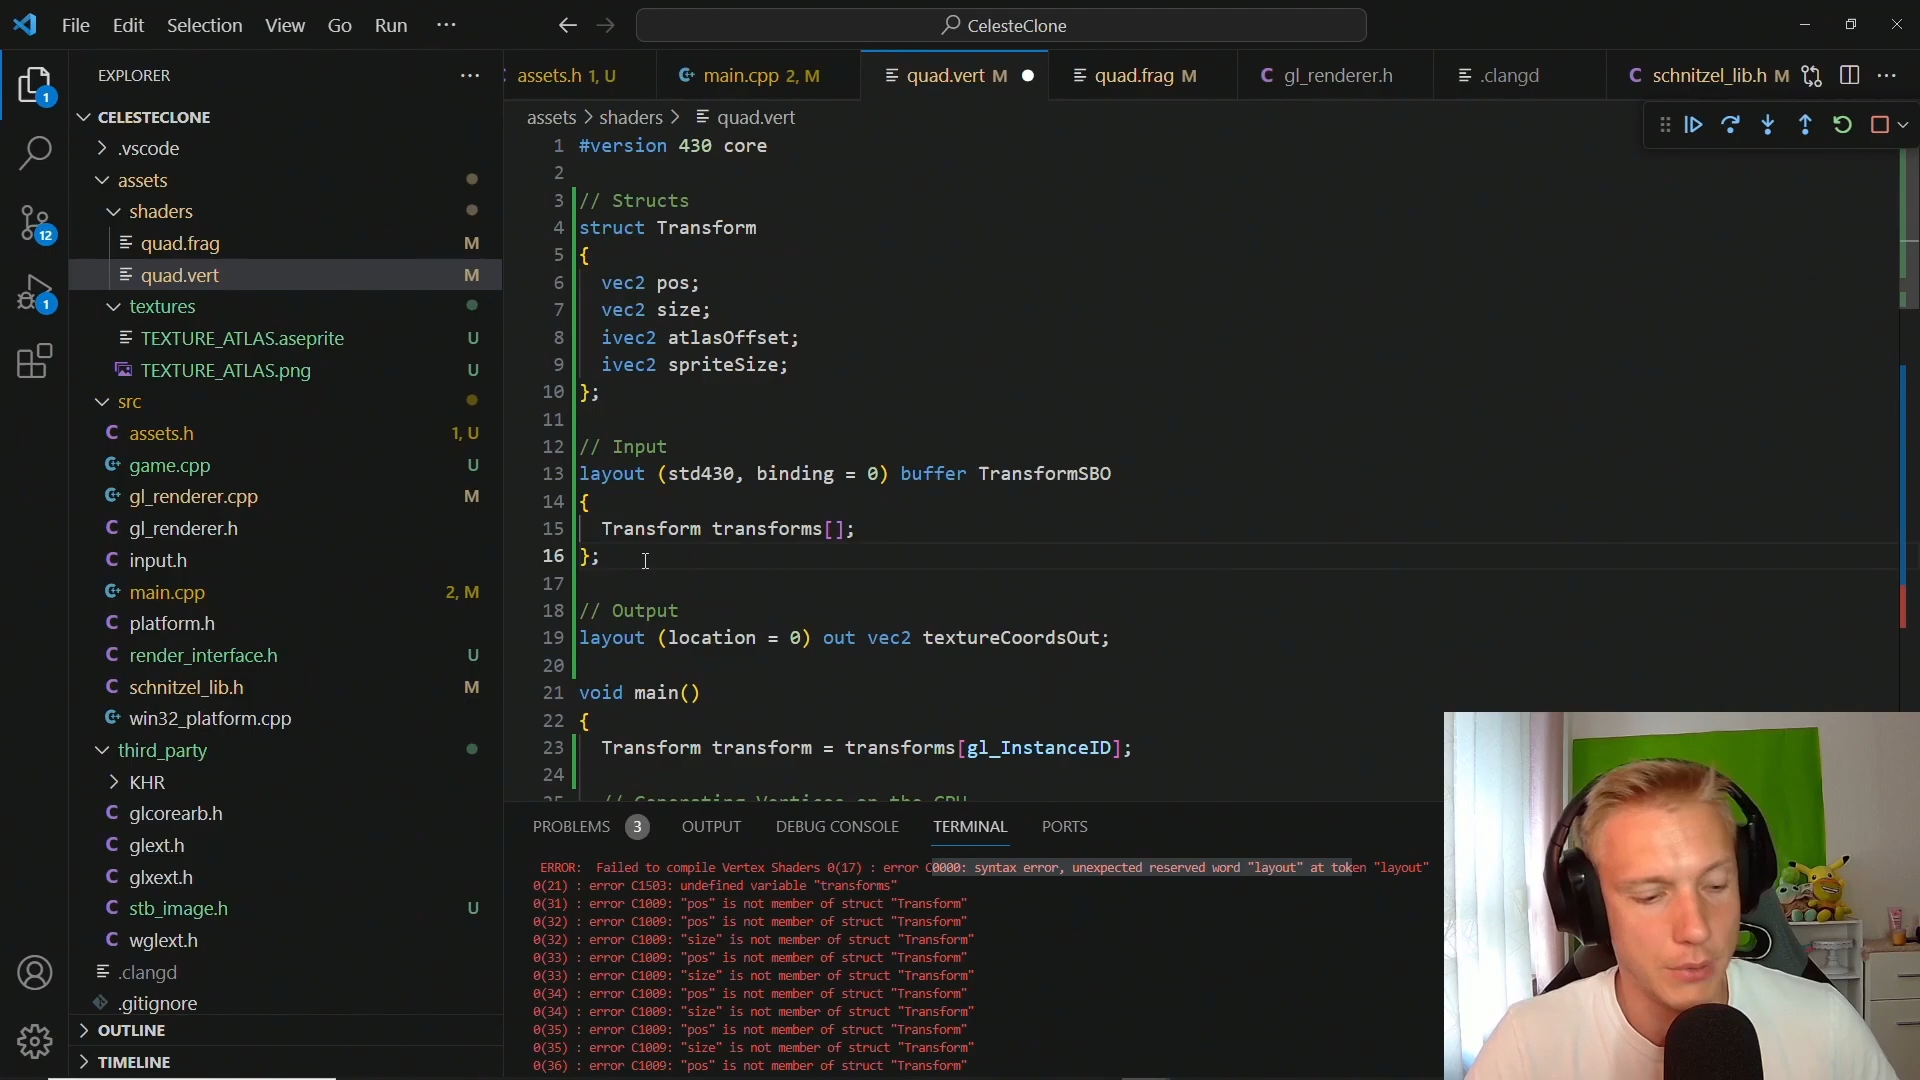 File Edit Selection View Go Run ···
CelesteClone
EXPLORER
CELESTECLONE
.vscode
assets
shaders
quad.frag M
quad.vert M
textures
TEXTURE_ATLAS.aseprite U
TEXTURE_ATLAS.png U
src
assets.h 1, U
game.cpp U
gl_renderer.cpp M
gl_renderer.h
input.h
main.cpp 2, M
platform.h
render_interface.h U
schnitzel_lib.h M
win32_platform.cpp
third_party
KHR
glcorearb.h
glext.h
glxext.h
stb_image.h U
wglext.h
.clangd
.gitignore
OUTLINE
TIMELINE
1
12
1
assets.h 1, U main.cpp 2, M quad.vert M quad.frag M gl_renderer.h .clangd schnitzel_lib.h M
assets > shaders > quad.vert
1 #version 430 core
2
3 // Structs
4 struct Transform
5 {
6 vec2 pos;
7 vec2 size;
8 ivec2 atlasOffset;
9 ivec2 spriteSize;
10 };
11
12 // Input
13 layout (std430, binding = 0) buffer TransformSBO
14 {
15 Transform transforms[];
16 };
17
18 // Output
19 layout (location = 0) out vec2 textureCoordsOut;
20
21 void main()
22 {
23 Transform transform = transforms[gl_InstanceID];
24
25 // Generating Vertices on the GPU
PROBLEMS 3 OUTPUT DEBUG CONSOLE TERMINAL PORTS
ERROR: Failed to compile Vertex Shaders 0(17) : error C0000: syntax error, unexpected reserved word "layout" at token "layout"
0(21) : error C1503: undefined variable "transforms"
0(31) : error C1009: "pos" is not member of struct "Transform"
0(32) : error C1009: "pos" is not member of struct "Transform"
0(32) : error C1009: "size" is not member of struct "Transform"
0(33) : error C1009: "pos" is not member of struct "Transform"
0(33) : error C1009: "size" is not member of struct "Transform"
0(34) : error C1009: "pos" is not member of struct "Transform"
0(34) : error C1009: "size" is not member of struct "Transform"
0(35) : error C1009: "pos" is not member of struct "Transform"
0(35) : error C1009: "size" is not member of struct "Transform"
0(36) : error C1009: "pos" is not member of struct "Transform"